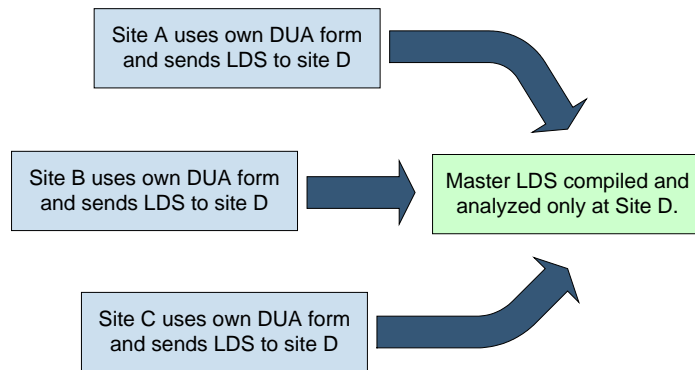 Site A uses own DUA form
and sends LDS to site D
Site B uses own DUA form
and sends LDS to site D
Master LDS compiled and
analyzed only at Site D.
Site C uses own DUA form
and sends LDS to site D